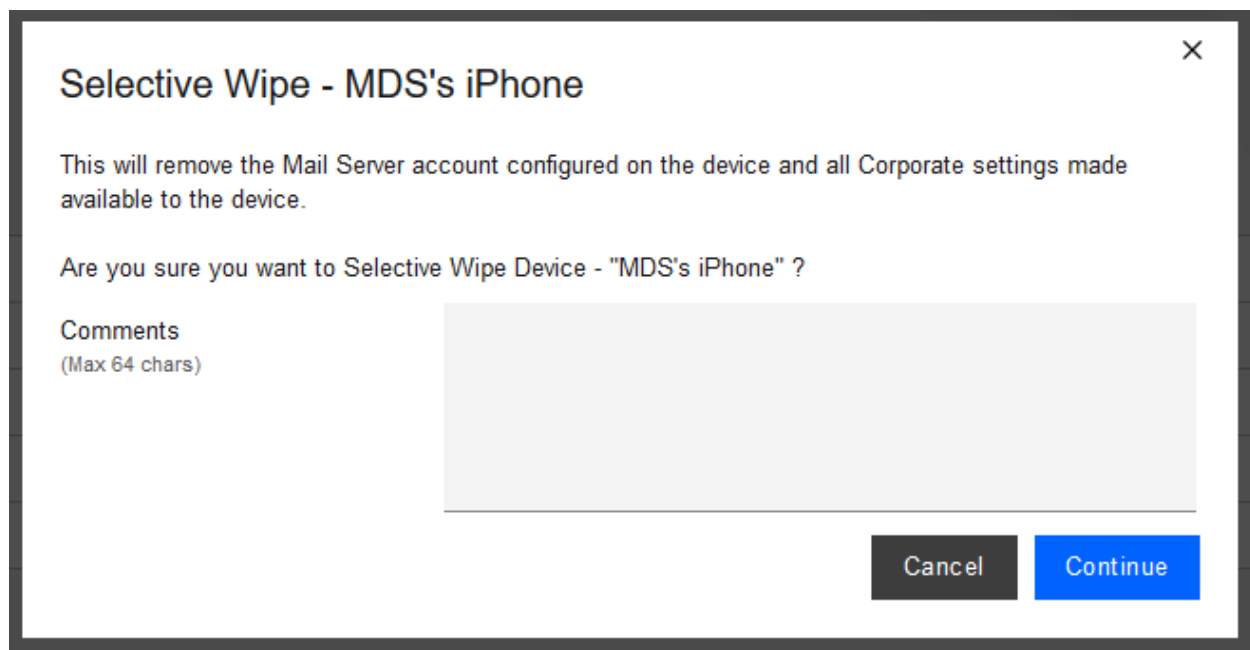 Selective Wipe - MDS's iPhone
This will remove the Mail Server account configured on the device and all Corporate settings made
available to the device.
Are you sure you want to Selective Wipe Device - "MDS's iPhone" ?
Comments
(Max 64 chars)
Cancel
Continue